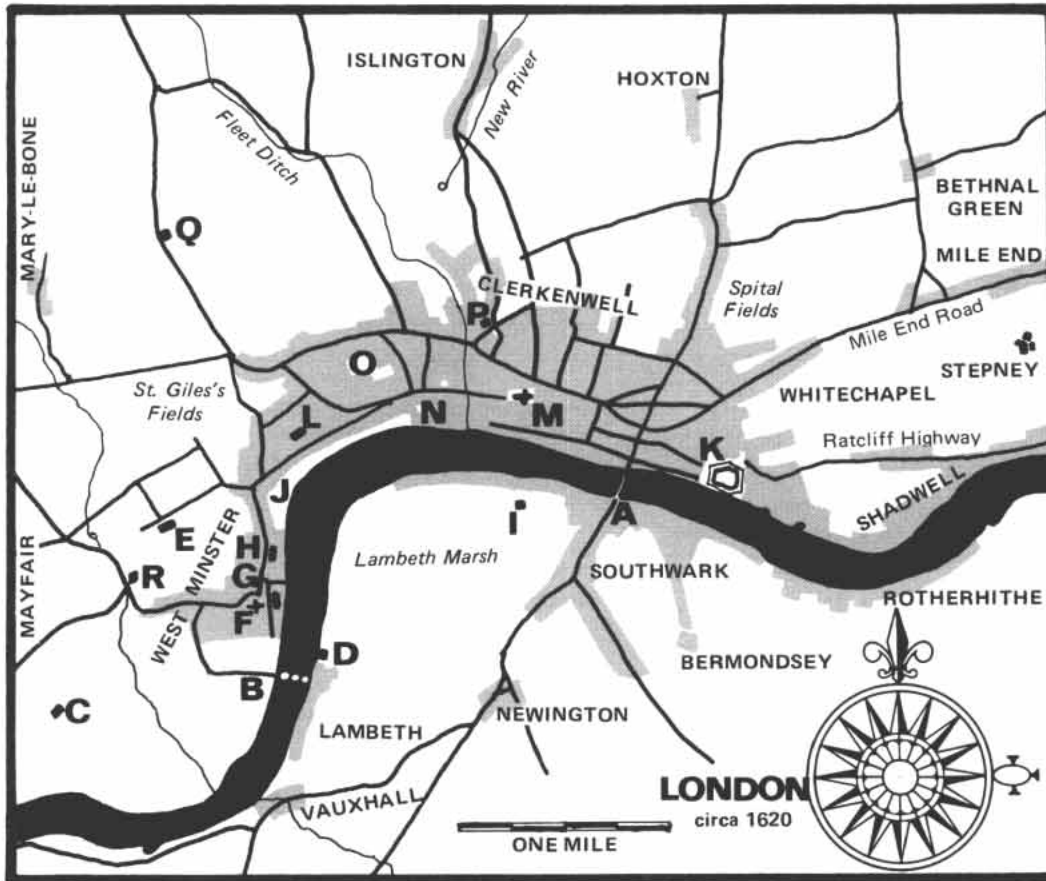 ISLINGTON
HOXTON
New River
Fleet Ditch
MARY-LE-BONE
BETHNAL
GREEN
Q
MILE END
CLERKENWELL
Spital
Fields
P
Mile End Road
STEPNEY
O
St. Giles's
Fields
WHITECHAPEL
L
N
M
K
Ratcliff Highway
J
SHADWELL
E
I
A
H
Lambeth Marsh
MAYFAIR
R
G
SOUTHWARK
WEST MINSTER
F
ROTHERHITHE
D
BERMONDSEY
B
C
NEWINGTON
LAMBETH
VAUXHALL
LONDON
circa 1620
ONE MILE